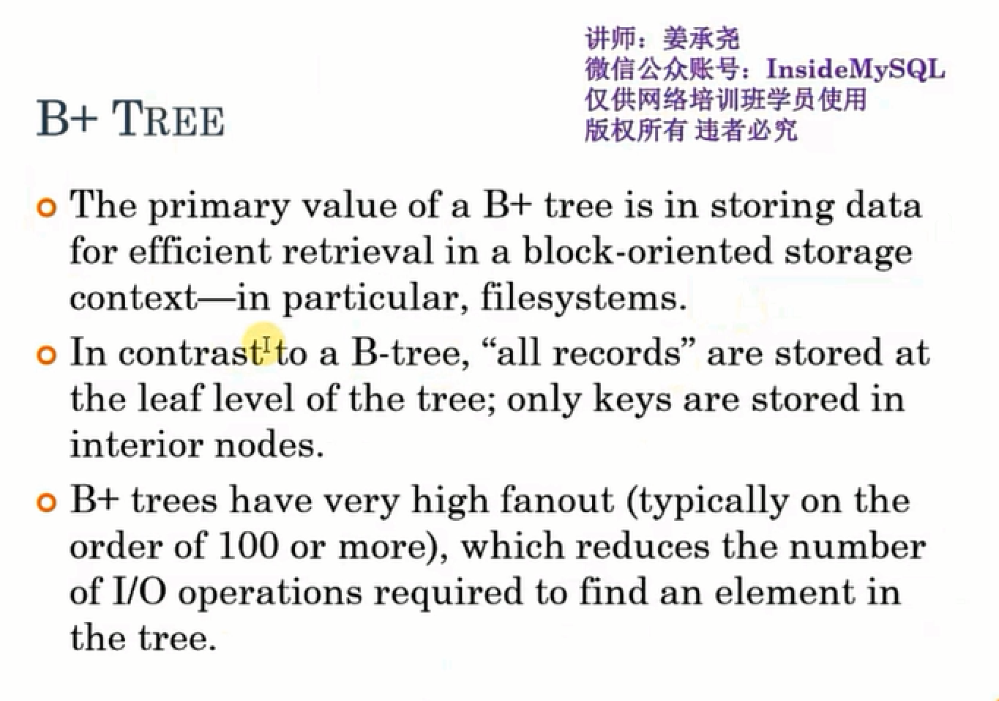 讲师：姜承尧
微信公众账号：InsideMySQL
仅供网络培训班学员使用
版权所有 违者必究
B+ TREE
The primary value of a B+ tree is in storing data
for efficient retrieval in a block-oriented storage
context—in particular, filesystems.
In contrast to a B-tree, “all records” are stored at
the leaf level of the tree; only keys are stored in
interior nodes.
B+ trees have very high fanout (typically on the
order of 100 or more), which reduces the number
of I/O operations required to find an element in
the tree.